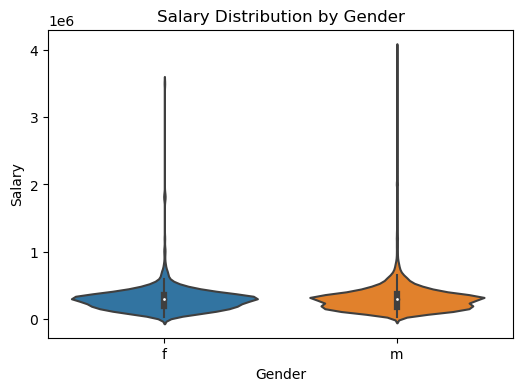 Salary Distribution by Gender
1e6
4
3
2
1
0
Salary
f
m
Gender